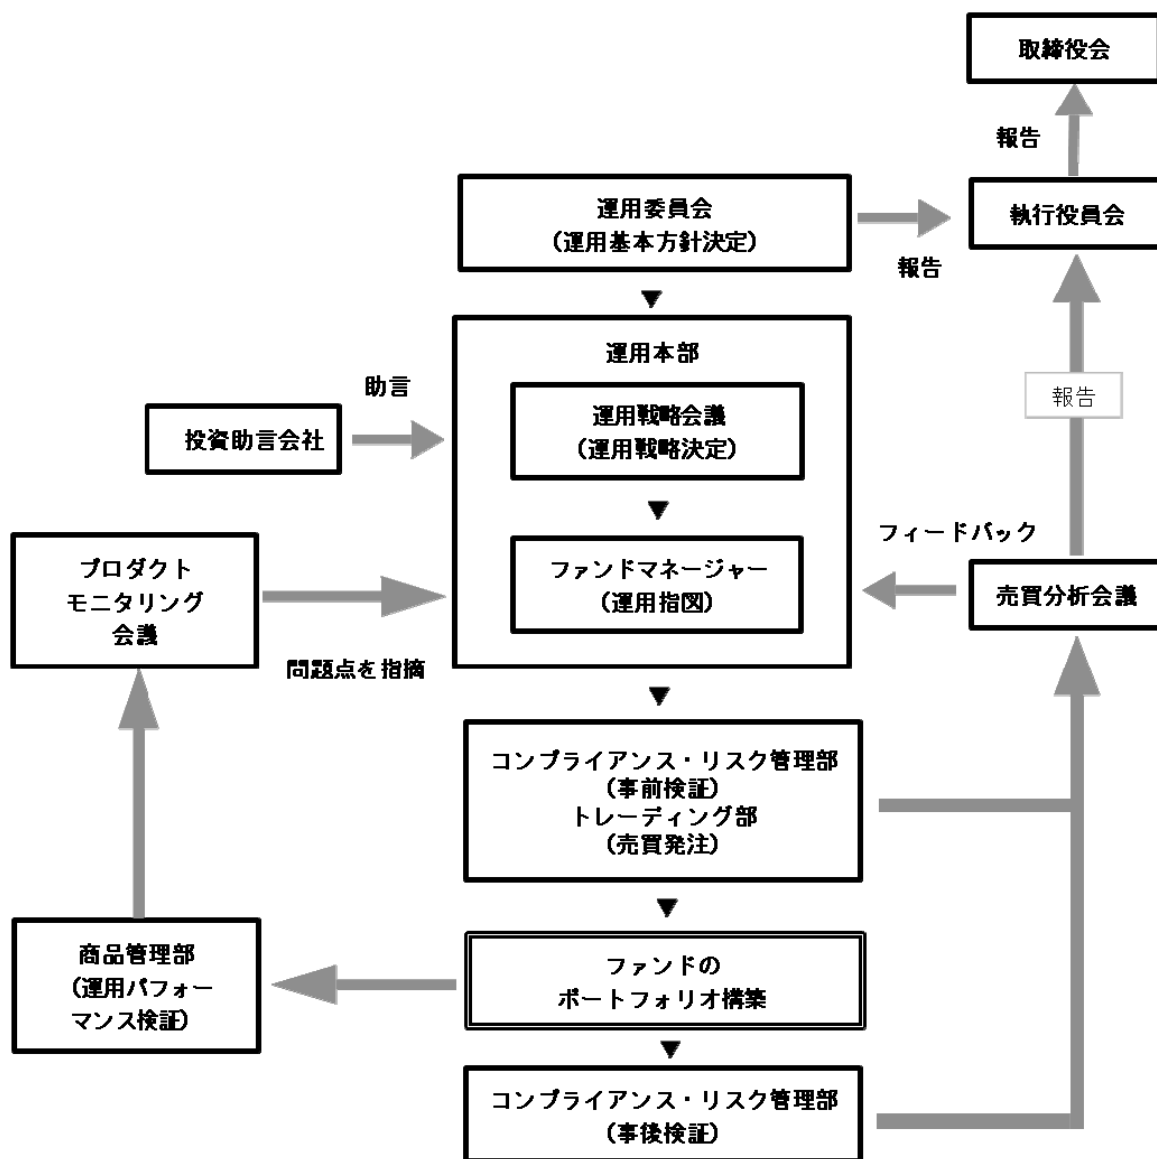 取締役会
報告
運用委員会
(運用基本方針決定)
執行役員会
報告
運用本部
助言
運用戦略会議
(運用戦略決定)
報告
投資助言会社
フィードバック
プロダクト
モニタリング
会議
ファンドマネージャー
(運用指図)
売買分析会議
問題点を指摘
コンプライアンス・リスク管理部
(事前検証)
トレーディング部
(売買発注)
商品管理部
(運用パフォー
マンス検証)
ファンドの
ポートフォリオ構築
コンプライアンス・リスク管理部
(事後検証)